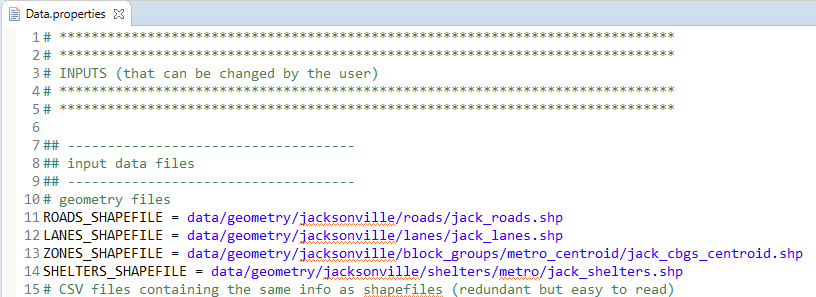 Data.properties
1 # *****************************************************************************
2 # *****************************************************************************
3 # INPUTS (that can be changed by the user)
4 # *****************************************************************************
5 # *****************************************************************************
6
7 ## ------------------------------------
8 ## input data files
9 ## ------------------------------------
10 # geometry files
11 ROADS_SHAPEFILE = data/geometry/jacksonville/roads/jack_roads.shp
12 LANES_SHAPEFILE = data/geometry/jacksonville/lanes/jack_lanes.shp
13 ZONES_SHAPEFILE = data/geometry/jacksonville/block_groups/metro_centroid/jack_cbgs_centroid.shp
14 SHELTERS_SHAPEFILE = data/geometry/jacksonville/shelters/metro/jack_shelters.shp
15 # CSV files containing the same info as shapefiles (redundant but easy to read)